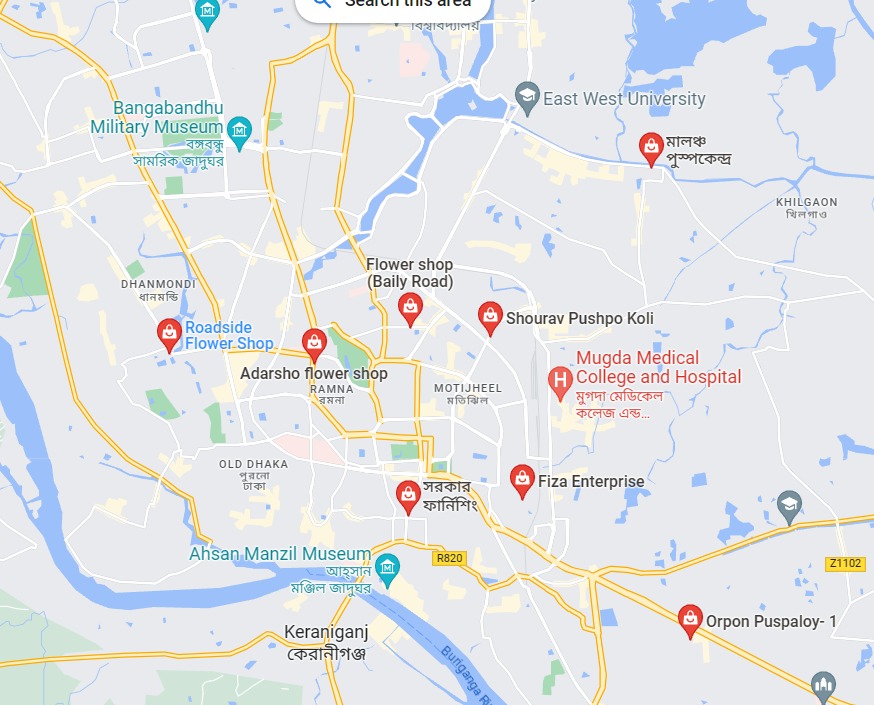 Search this area
বিশ্ববিদ্যালয়
East West University
Bangabandhu
Military Museum
বঙ্গবন্ধু
সামরিক জাদুঘর
মালঞ্চ
পুস্পকেন্দ্র
KHILGAON
খিলগাও
Flower shop
(Baily Road)
DHANMONDI
ধানমন্ডি
Roadside
Flower Shop
Shourav Pushpo Koli
Adarsho flower shop
RAMNA
রমনা
MOTIJHEEL
মতিঝিল
Mugda Medical
College and Hospital
মুগদা মেডিকেল
কলেজ এন্ড...
OLD DHAKA
পুরনো
ঢাকা
সরকার
ফার্নিশিং
Fiza Enterprise
Ahsan Manzil Museum
আহসান
মঞ্জিল জাদুঘর
R820
Z1102
Keraniganj
কেরানীগঞ্জ
Orpon Puspaloy- 1
Buriganga R